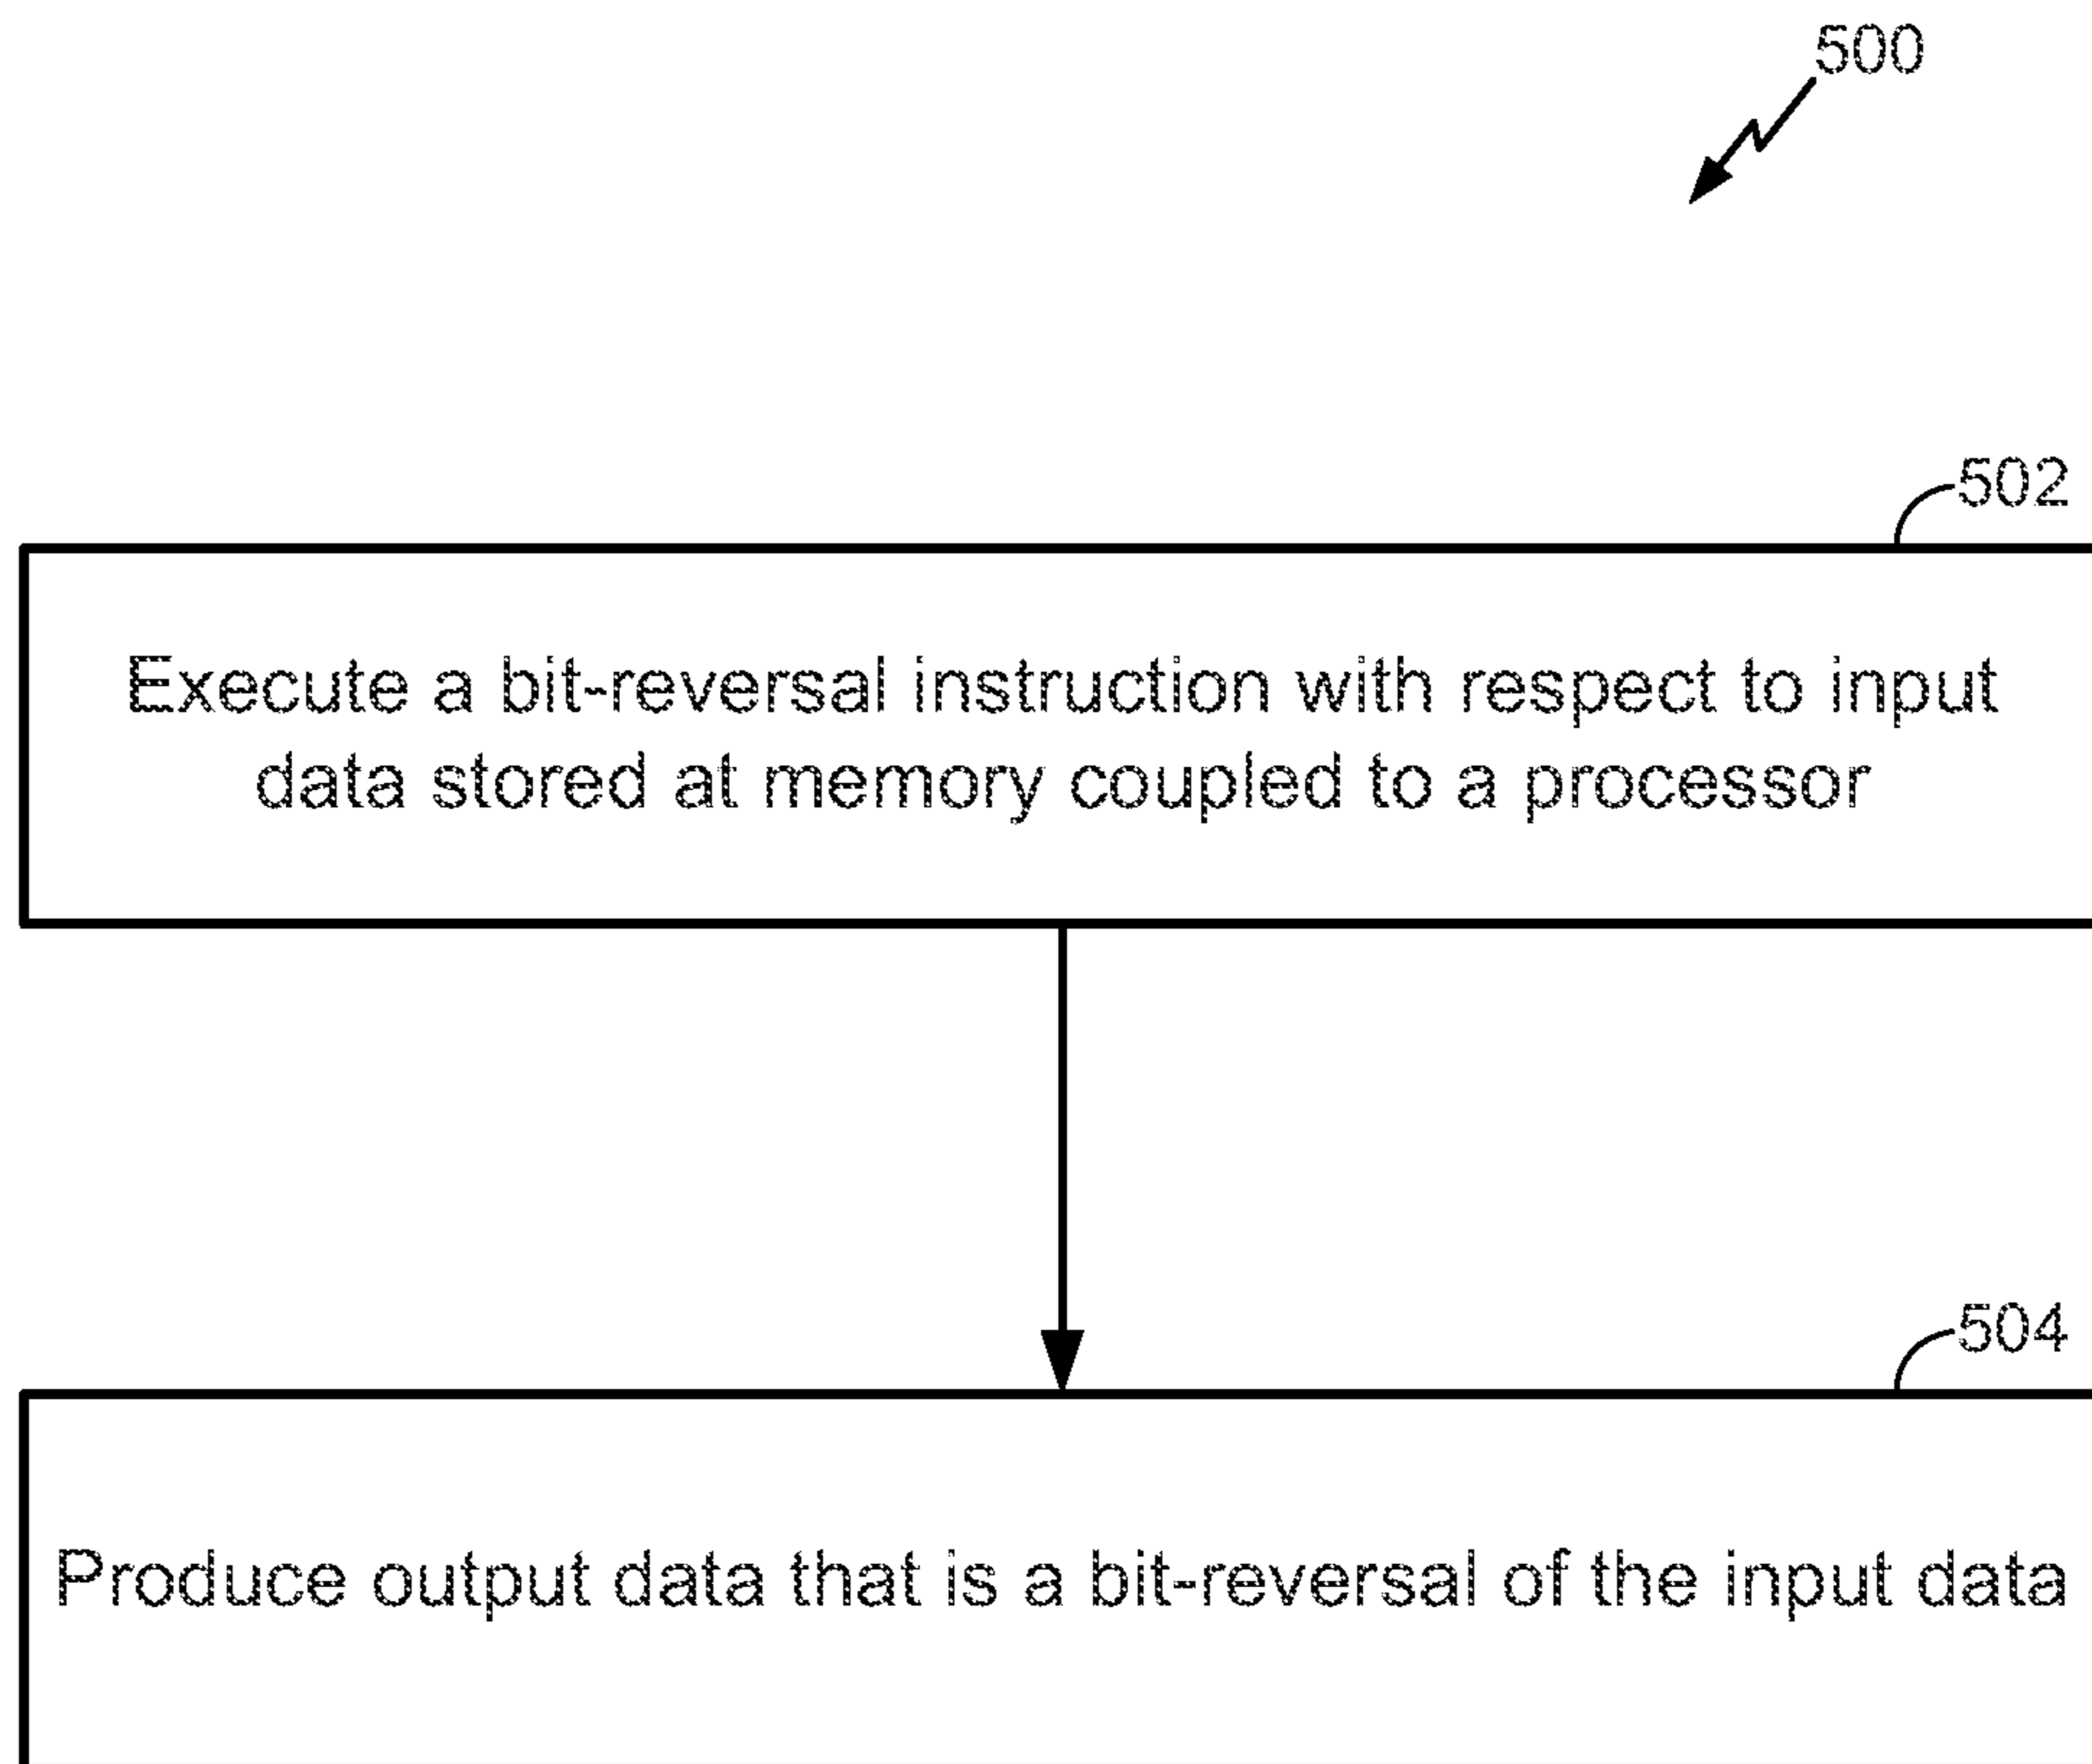 500
502
Execute a bit-reversal instruction with respect to input
data stored at memory coupled to a processor
504
Produce output data that is a bit-reversal of the input data